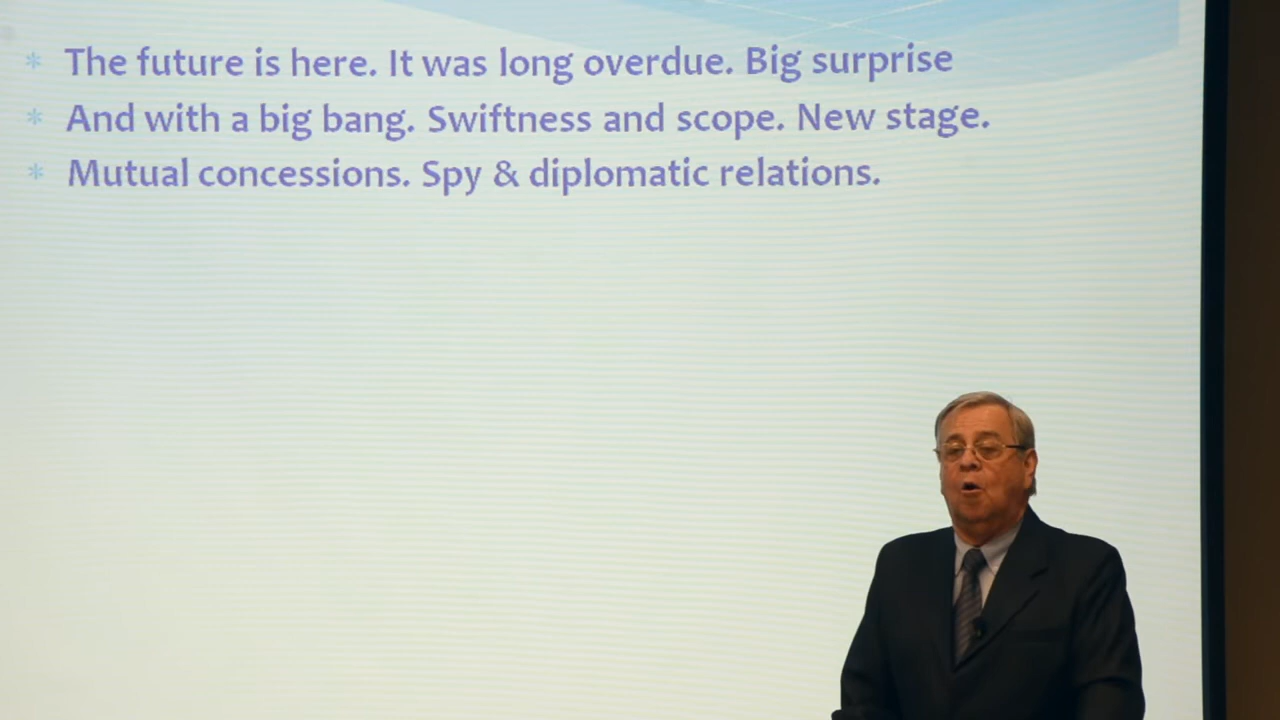 * The future is here. It was long overdue. Big surprise
* And with a big bang. Swiftness and scope. New stage.
* Mutual concessions. Spy & diplomatic relations.